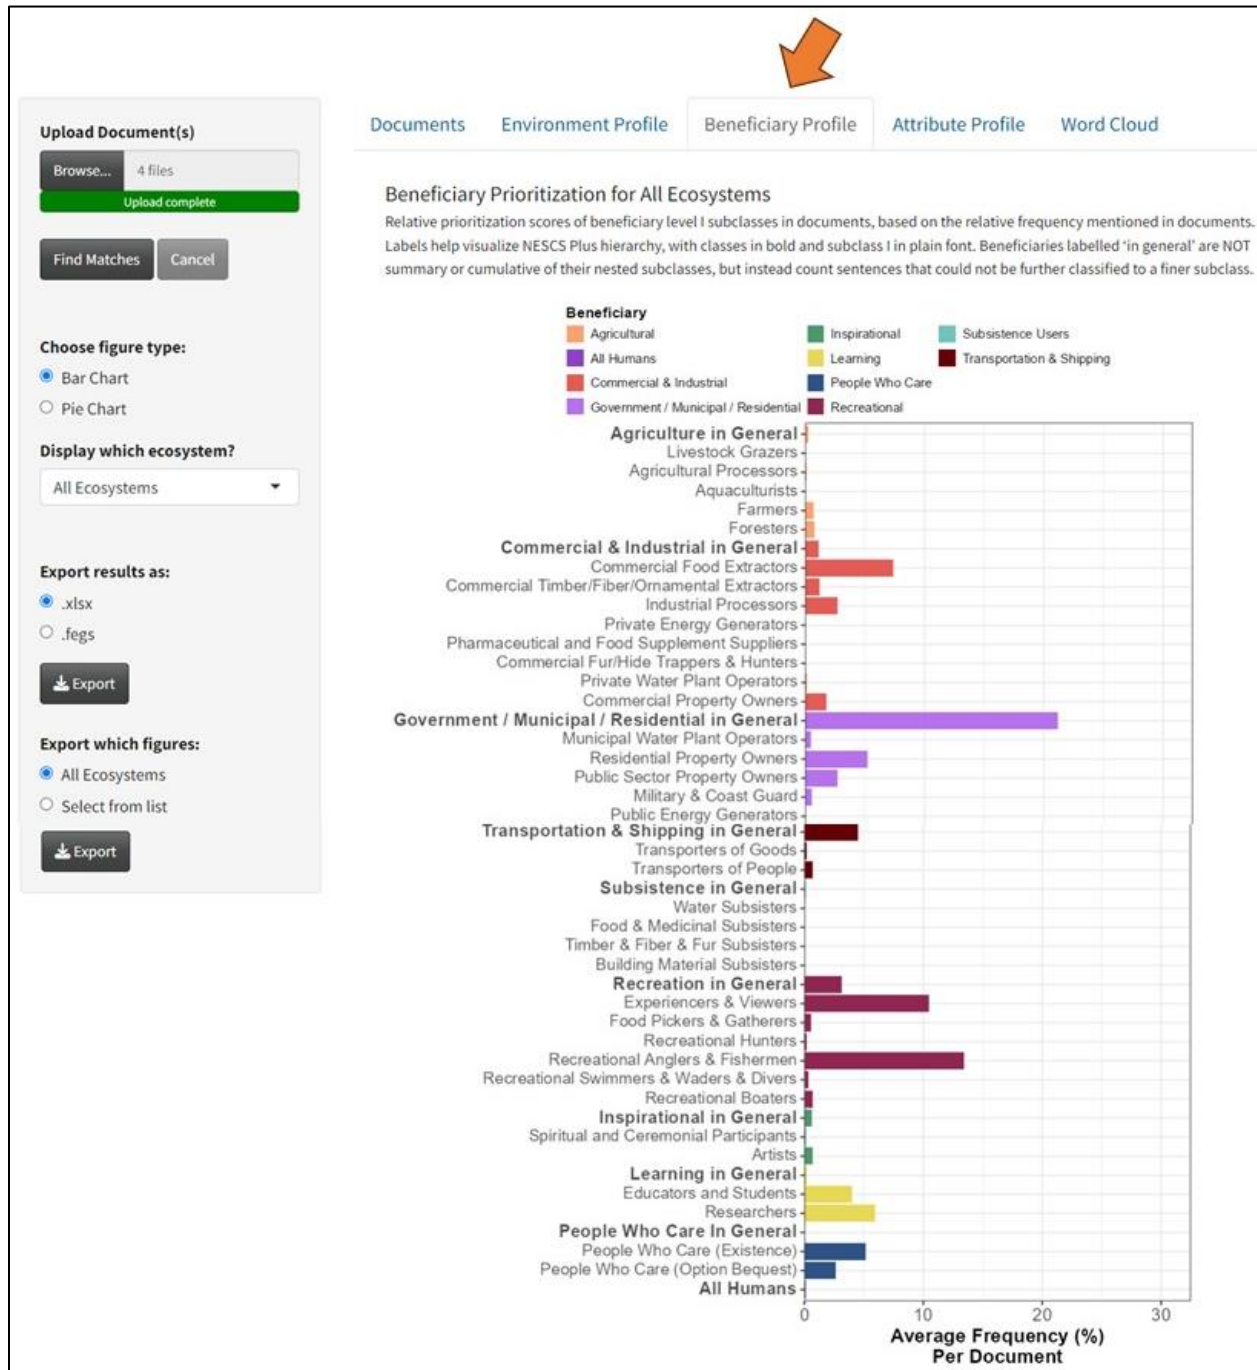 Upload Document(s)
Browse... 4 files
Upload complete
Find Matches Cancel
Choose figure type:
Bar Chart
Pie Chart
Display which ecosystem?
All Ecosystems
Export results as:
.xlsx
.fegs
Export
Export which figures:
All Ecosystems
Select from list
Export
Documents Environment Profile Beneficiary Profile Attribute Profile Word Cloud
Beneficiary Prioritization for All Ecosystems
Relative prioritization scores of beneficiary level I subclasses in documents, based on the relative frequency mentioned in documents.
Labels help visualize NESCS Plus hierarchy, with classes in bold and subclass I in plain font. Beneficiaries labelled 'in general' are NOT
summary or cumulative of their nested subclasses, but instead count sentences that could not be further classified to a finer subclass.
Beneficiary
Agricultural Inspirational Subsistence Users
All Humans Learning Transportation & Shipping
Commercial & Industrial People Who Care
Government / Municipal / Residential Recreational
Agriculture in General
Livestock Grazers
Agricultural Processors
Aquaculturists
Farmers
Foresters
Commercial & Industrial in General
Commercial Food Extractors
Commercial Timber/Fiber/Ornamental Extractors
Industrial Processors
Private Energy Generators
Pharmaceutical and Food Supplement Suppliers
Commercial Fur/Hide Trappers & Hunters
Private Water Plant Operators
Commercial Property Owners
Government / Municipal / Residential in General
Municipal Water Plant Operators
Residential Property Owners
Public Sector Property Owners
Military & Coast Guard
Public Energy Generators
Transportation & Shipping in General
Transporters of Goods
Transporters of People
Subsistence in General
Water Subsisters
Food & Medicinal Subsisters
Timber & Fiber & Fur Subsisters
Building Material Subsisters
Recreation in General
Experiencers & Viewers
Food Pickers & Gatherers
Recreational Hunters
Recreational Anglers & Fishermen
Recreational Swimmers & Waders & Divers
Recreational Boaters
Inspirational in General
Spiritual and Ceremonial Participants
Artists
Learning in General
Educators and Students
Researchers
People Who Care In General
People Who Care (Existence)
People Who Care (Option Bequest)
All Humans
0 10 20 30
Average Frequency (%)
Per Document